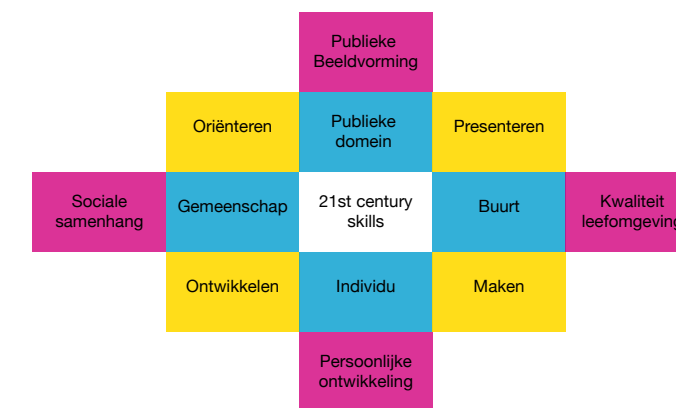 Publieke
Beeldvorming
Oriënteren
Publieke
domein
Presenteren
Sociale
samenhang
Gemeenschap
21st century
skills
Buurt
Kwaliteit
leefomgeving
Ontwikkelen
Individu
Maken
Persoonlijke
ontwikkeling